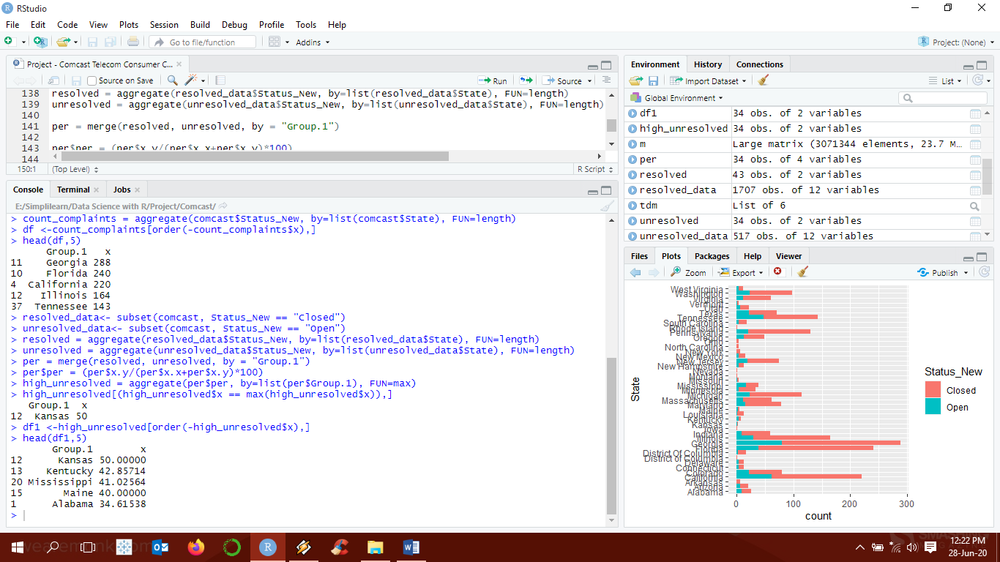 RStudio
File Edit Code View Plots Session Build Debug Profile Tools Help
Go to file/function Addins Project: (None)
Project - Comcast Telecom Consumer C...
Source on Save Run Source
138 resolved = aggregate(resolved_data$Status_New, by=list(resolved_data$State), FUN=length)
139 unresolved = aggregate(unresolved_data$Status_New, by=list(unresolved_data$State), FUN=length)
140
141 per = merge(resolved, unresolved, by = "Group.1")
142
143 per$per = (per$x.y/(per$x.x+per$x.y)*100)
144
150:1 (Top Level) R Script
Console Terminal Jobs
E:/Simplilearn/Data Science with R/Project/Comcast/
> count_complaints = aggregate(comcast$Status_New, by=list(comcast$State), FUN=length)
> df <-count_complaints[order(-count_complaints$x),]
> head(df,5)
Group.1 x
11 Georgia 288
10 Florida 240
4 California 220
12 Illinois 164
37 Tennessee 143
> resolved_data<- subset(comcast, Status_New == "Closed")
> unresolved_data<- subset(comcast, Status_New == "Open")
> resolved = aggregate(resolved_data$Status_New, by=list(resolved_data$State), FUN=length)
> unresolved = aggregate(unresolved_data$Status_New, by=list(unresolved_data$State), FUN=length)
> per = merge(resolved, unresolved, by = "Group.1")
> per$per = (per$x.y/(per$x.x+per$x.y)*100)
> high_unresolved = aggregate(per$per, by=list(per$Group.1), FUN=max)
> high_unresolved[(high_unresolved$x == max(high_unresolved$x)),]
Group.1 x
12 Kansas 50
> df1 <-high_unresolved[order(-high_unresolved$x),]
> head(df1,5)
Group.1 x
12 Kansas 50.00000
13 Kentucky 42.85714
20 Mississippi 41.02564
15 Maine 40.00000
1 Alabama 34.61538
>
Environment History Connections
Import Dataset List
Global Environment
df1 34 obs. of 2 variables
high_unresolved 34 obs. of 2 variables
m Large matrix (3071344 elements, 23.7 M...
per 34 obs. of 4 variables
resolved 43 obs. of 2 variables
resolved_data 1707 obs. of 12 variables
tdm List of 6
unresolved 34 obs. of 2 variables
unresolved_data 517 obs. of 12 variables
Files Plots Packages Help Viewer
Zoom Export Publish
West Virginia
Washington
Virginia
Vermont
Utah
Texas
Tennessee
South Carolina
Rhode Island
Pennsylvania
Oregon
Ohio
North Carolina
New York
New Mexico
New Jersey
New Hampshire
Nevada
Montana
Missouri
Mississippi
Minnesota
Michigan
Massachusetts
Maryland
Maine
Louisiana
Kentucky
Kansas
Iowa
Indiana
Illinois
Georgia
Florida
District Of Columbia
District of Columbia
Delaware
Connecticut
Colorado
California
Arkansas
Arizona
Alabama
State
0 100 200 300
count
Status_New
Closed
Open
12:22 PM
28-Jun-20